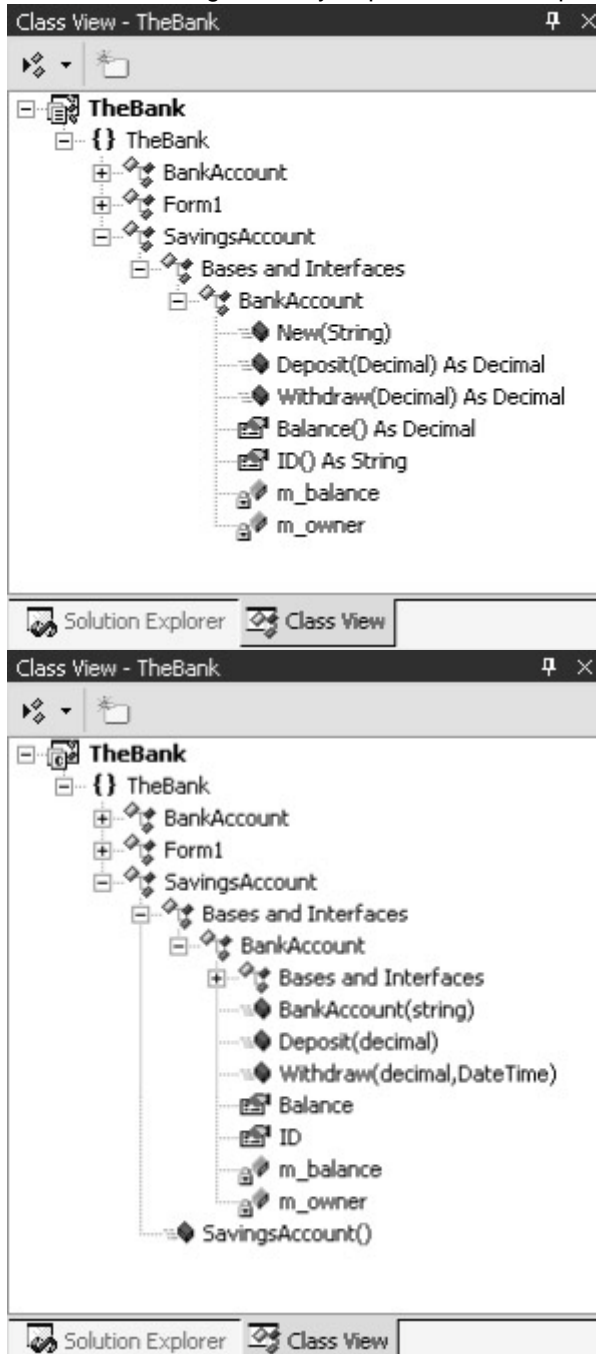 Class View - TheBank
TheBank
{} TheBank
BankAccount
Form1
SavingsAccount
Bases and Interfaces
BankAccount
New(String)
Deposit(Decimal) As Decimal
Withdraw(Decimal) As Decimal
Balance() As Decimal
ID() As String
m_balance
m_owner
Solution Explorer Class View
Class View - TheBank
TheBank
{} TheBank
BankAccount
Form1
SavingsAccount
Bases and Interfaces
BankAccount
Bases and Interfaces
BankAccount(string)
Deposit(decimal)
Withdraw(decimal,DateTime)
Balance
ID
m_balance
m_owner
SavingsAccount()
Solution Explorer Class View